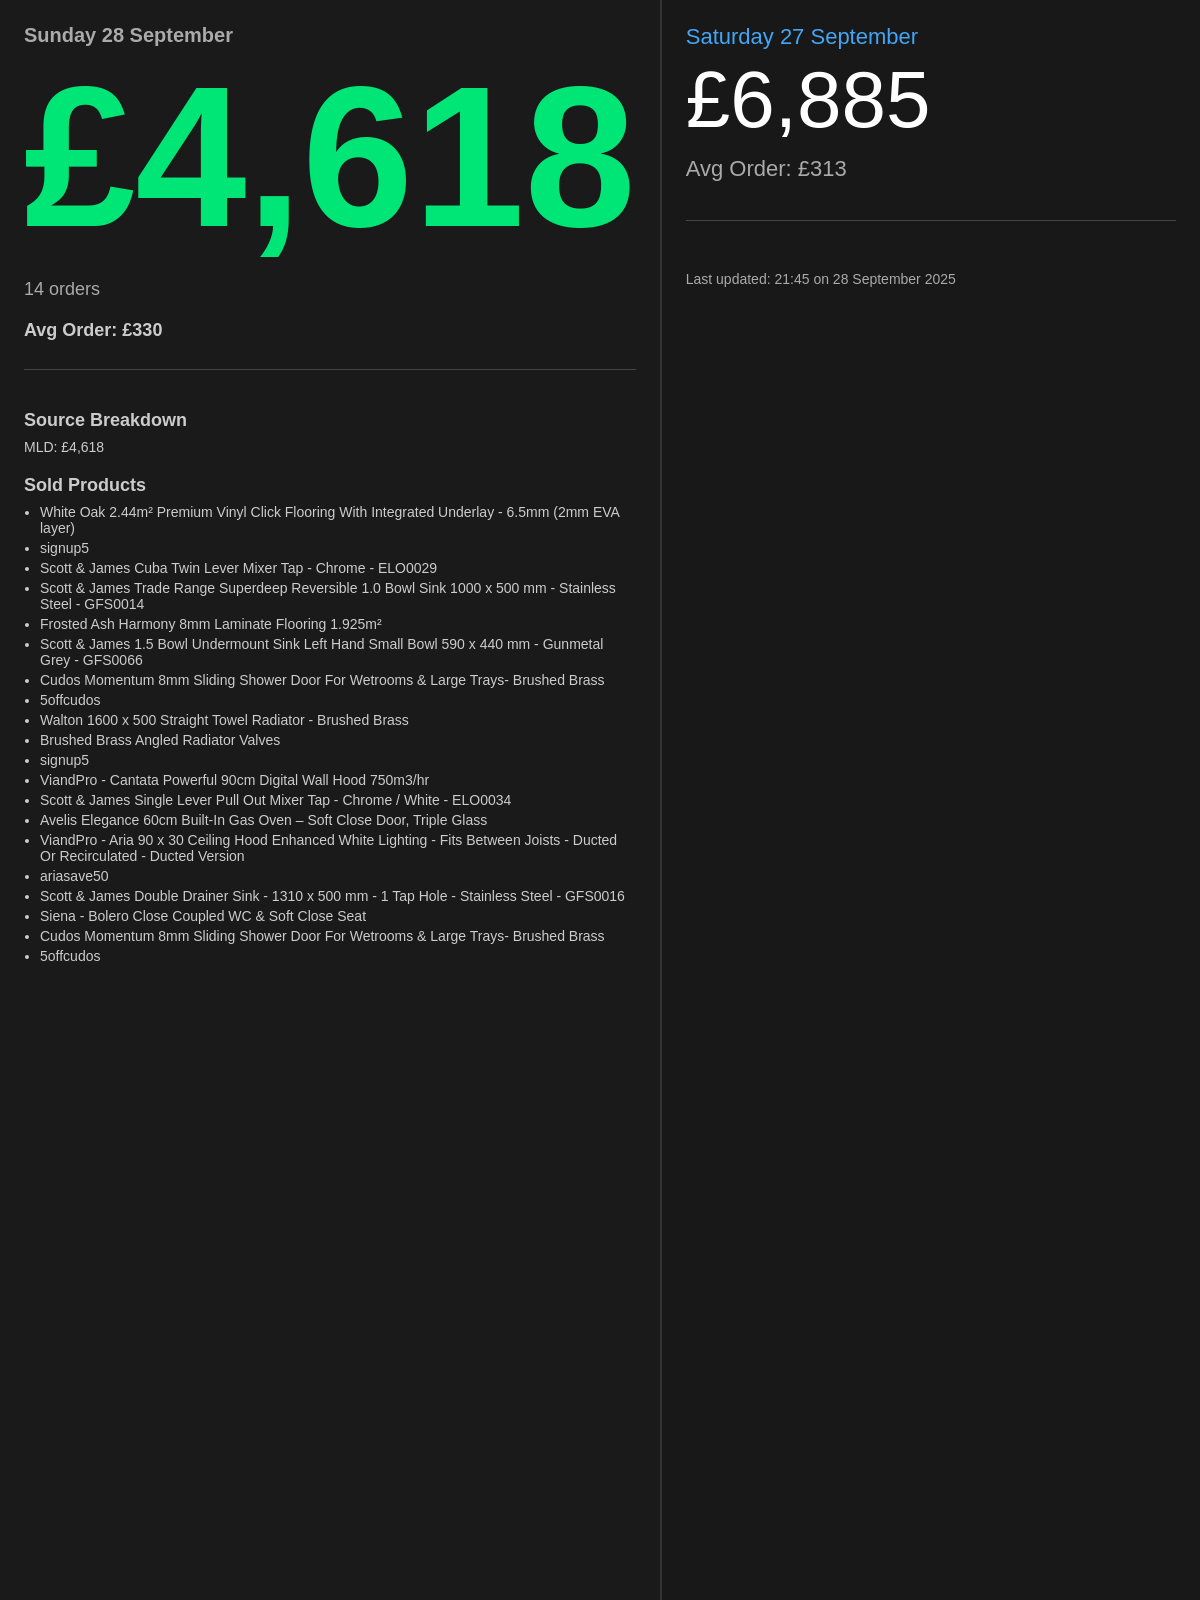 Sunday 28 September
£4,618
14 orders
Avg Order: £330
Source Breakdown
MLD: £4,618
Sold Products
• White Oak 2.44m² Premium Vinyl Click Flooring With Integrated Underlay - 6.5mm (2mm EVA
layer)
• signup5
• Scott & James Cuba Twin Lever Mixer Tap - Chrome - ELO0029
• Scott & James Trade Range Superdeep Reversible 1.0 Bowl Sink 1000 x 500 mm - Stainless
Steel - GFS0014
• Frosted Ash Harmony 8mm Laminate Flooring 1.925m²
• Scott & James 1.5 Bowl Undermount Sink Left Hand Small Bowl 590 x 440 mm - Gunmetal
Grey - GFS0066
• Cudos Momentum 8mm Sliding Shower Door For Wetrooms & Large Trays- Brushed Brass
• 5offcudos
• Walton 1600 x 500 Straight Towel Radiator - Brushed Brass
• Brushed Brass Angled Radiator Valves
• signup5
• ViandPro - Cantata Powerful 90cm Digital Wall Hood 750m3/hr
• Scott & James Single Lever Pull Out Mixer Tap - Chrome / White - ELO0034
• Avelis Elegance 60cm Built-In Gas Oven – Soft Close Door, Triple Glass
• ViandPro - Aria 90 x 30 Ceiling Hood Enhanced White Lighting - Fits Between Joists - Ducted
Or Recirculated - Ducted Version
• ariasave50
• Scott & James Double Drainer Sink - 1310 x 500 mm - 1 Tap Hole - Stainless Steel - GFS0016
• Siena - Bolero Close Coupled WC & Soft Close Seat
• Cudos Momentum 8mm Sliding Shower Door For Wetrooms & Large Trays- Brushed Brass
• 5offcudos
Saturday 27 September
£6,885
Avg Order: £313
Last updated: 21:45 on 28 September 2025